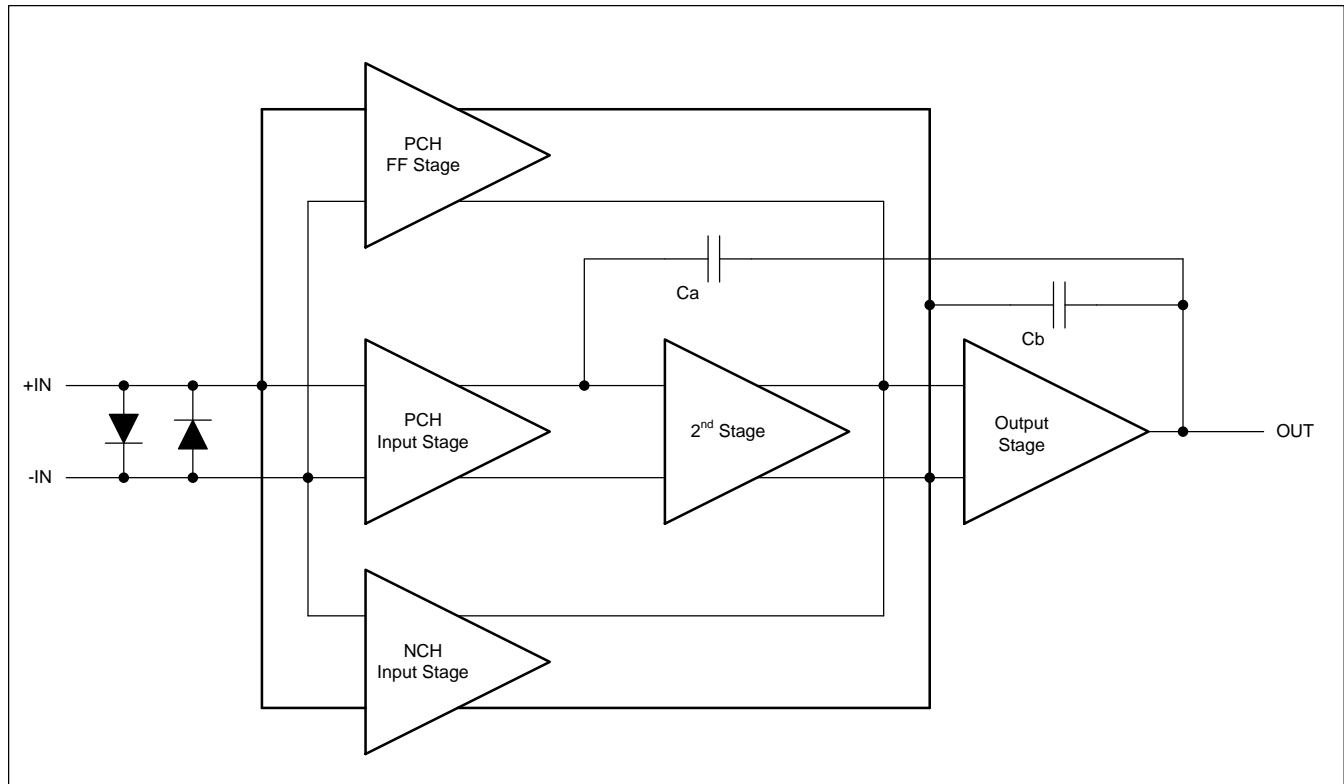 PCH
FF Stage
Ca
Cb
+IN
-IN
PCH
Input Stage
2nd Stage
Output
Stage
OUT
NCH
Input Stage